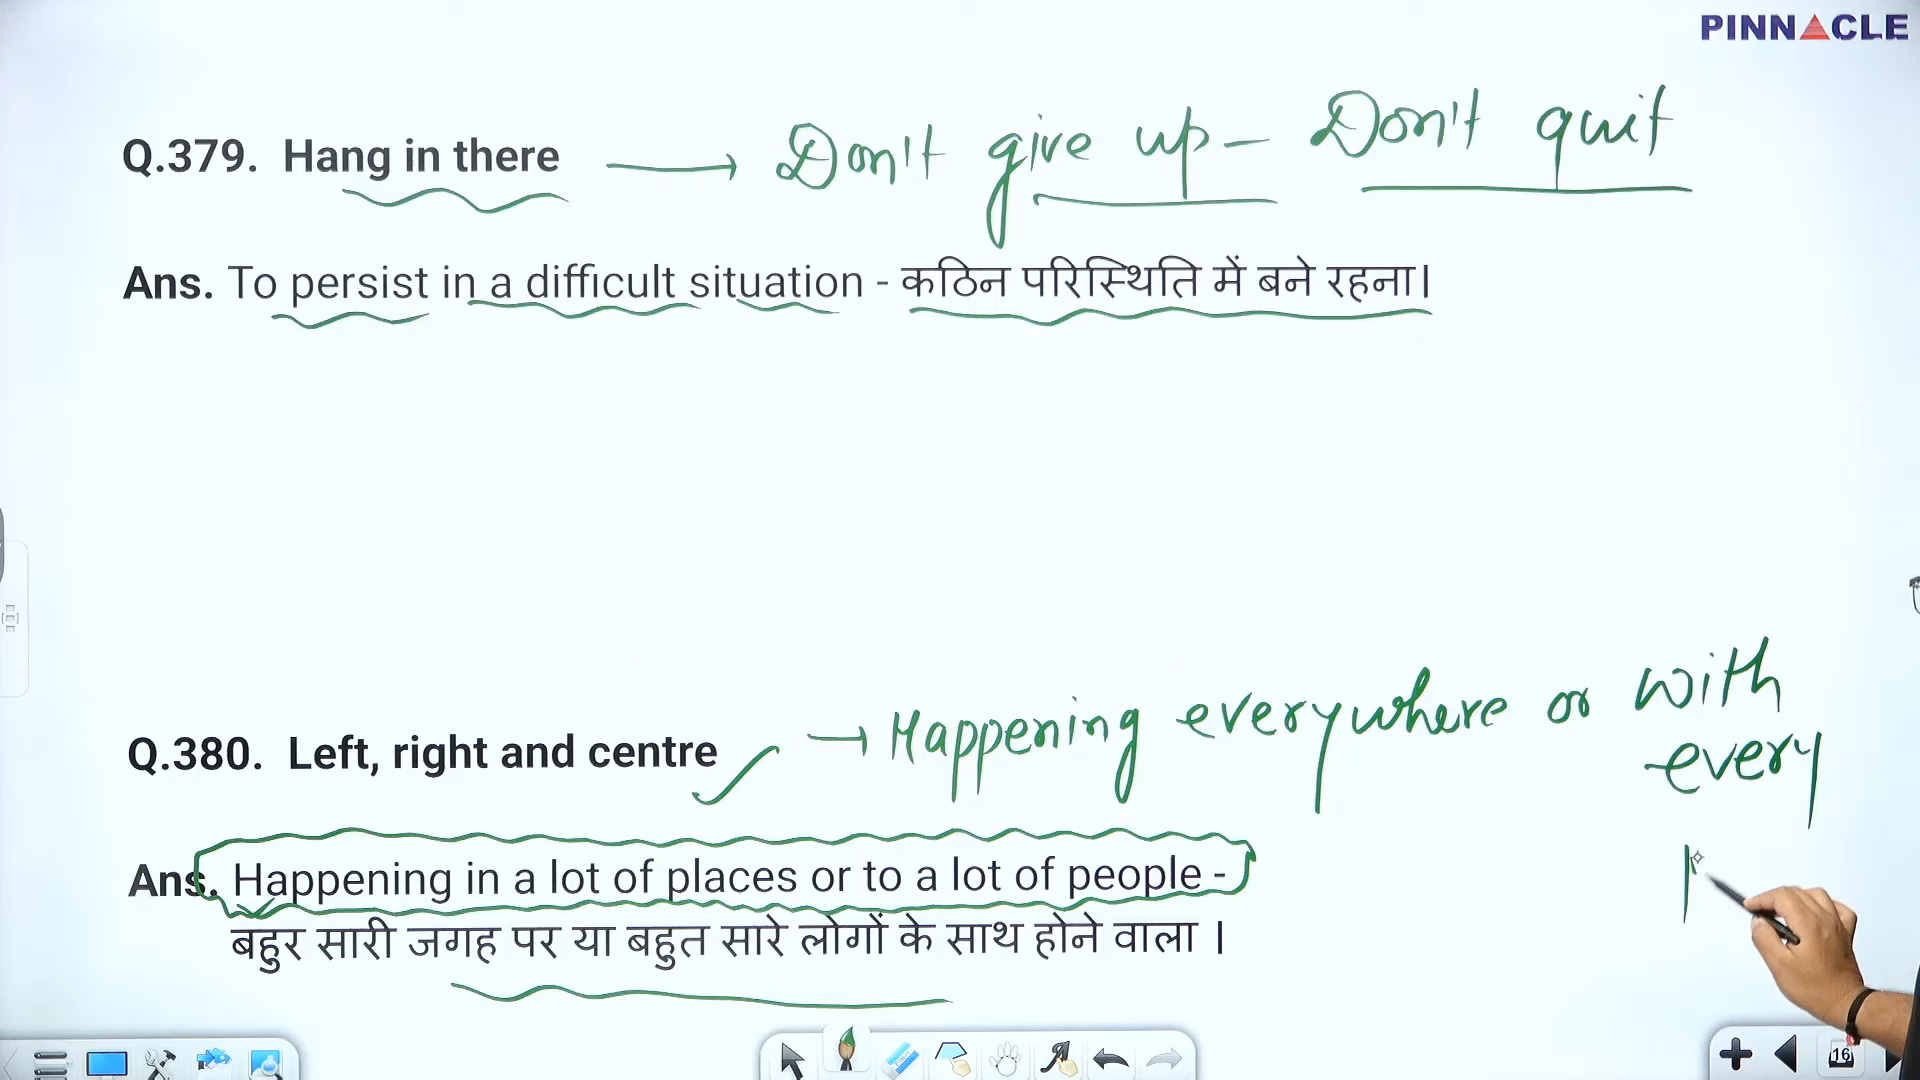 PINNACLE
Q.379. Hang in there → Don't give up - Don't quit
Ans. To persist in a difficult situation - कठिन परिस्थिति में बने रहना।
Q.380. Left, right and centre → Happening everywhere or with
every
Ans. Happening in a lot of places or to a lot of people -
बहुर सारी जगह पर या बहुत सारे लोगों के साथ होने वाला ।
16